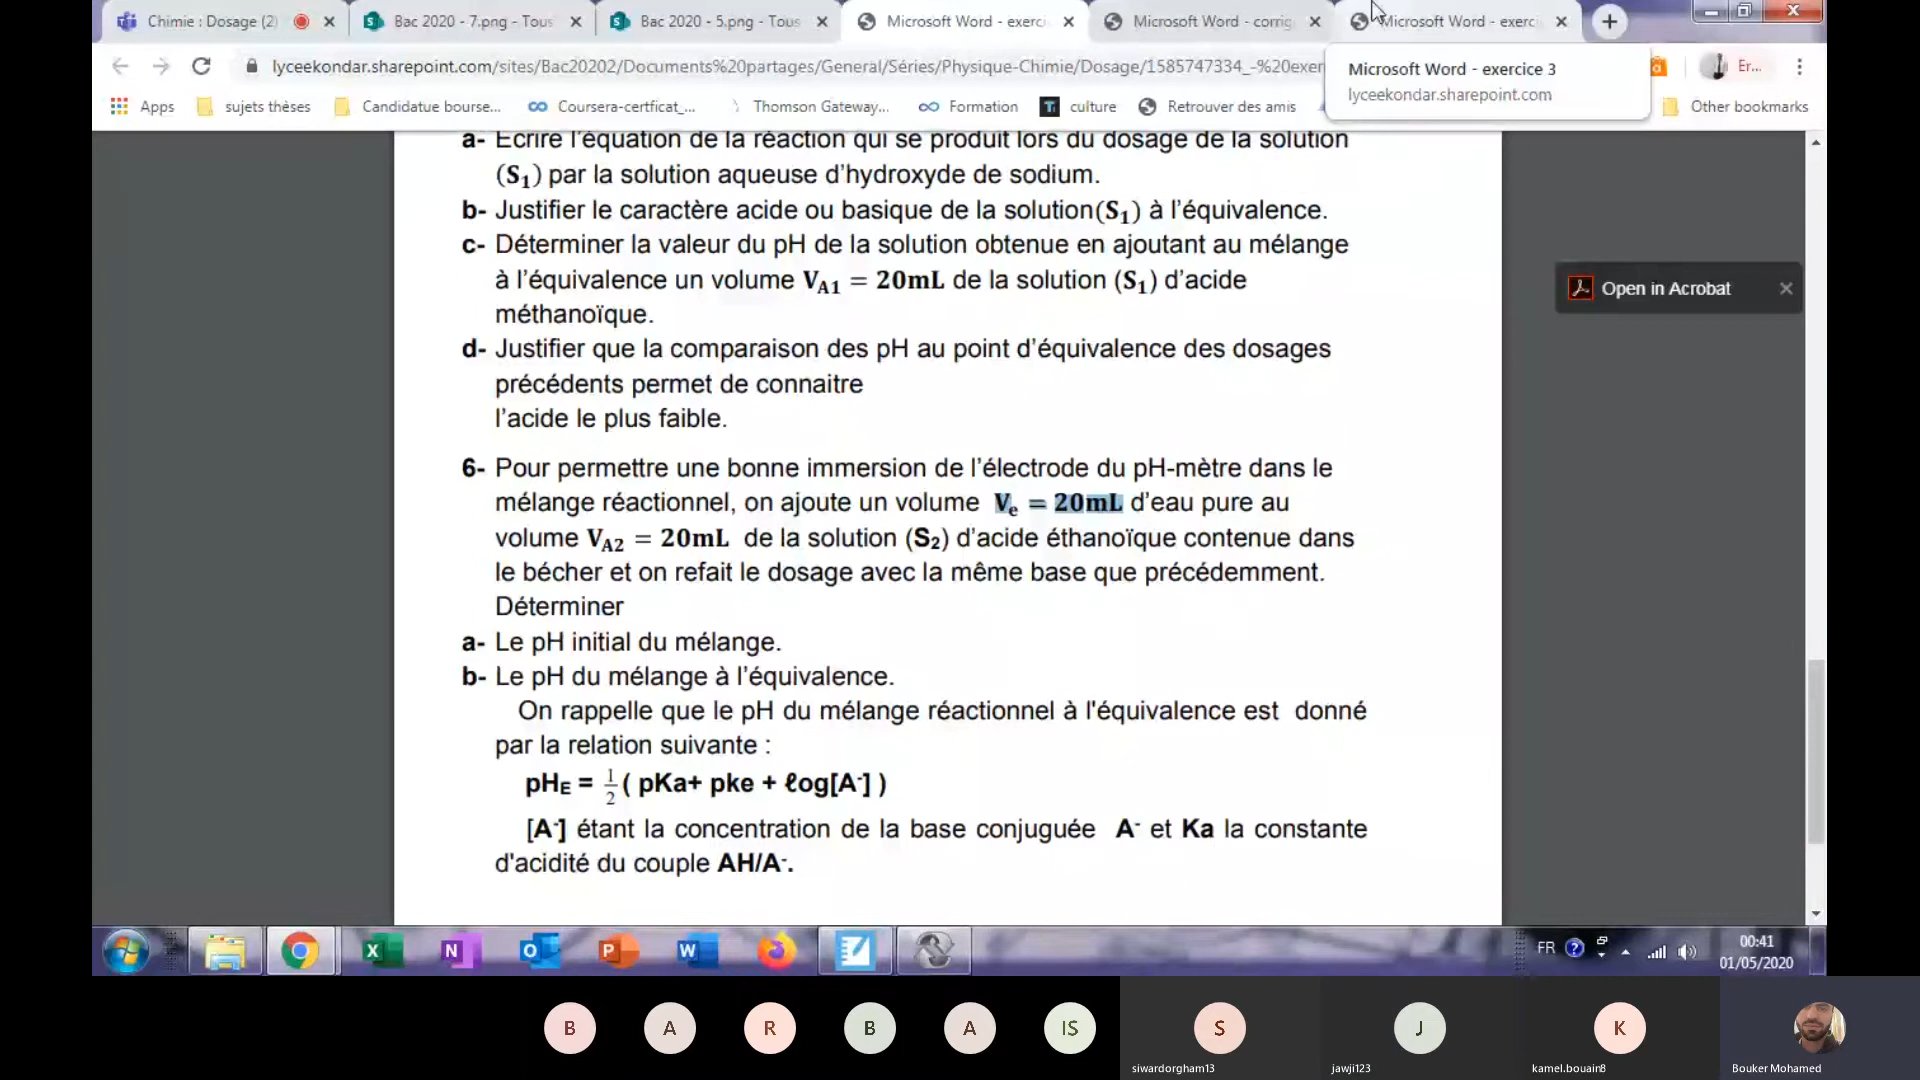 Chimie : Dosage (2)
Bac 2020 - 7.png - Tous
Bac 2020 - 5.png - Tous
Microsoft Word - exerc
Microsoft Word - corrig
Microsoft Word - exerci
lyceekondar.sharepoint.com/sites/Bac20202/Documents%20partages/General/Séries/Physique-Chimie/Dosage/1585747334_-%20exer
Er...
Microsoft Word - exercice 3
lyceekondar.sharepoint.com
Apps
sujets thèses
Candidatue bourse...
Coursera-certficat_...
Thomson Gateway...
Formation
culture
Retrouver des amis
Other bookmarks
a- Ecrire l'équation de la réaction qui se produit lors du dosage de la solution
(S₁) par la solution aqueuse d'hydroxyde de sodium.
b- Justifier le caractère acide ou basique de la solution(S₁) à l'équivalence.
c- Déterminer la valeur du pH de la solution obtenue en ajoutant au mélange
à l'équivalence un volume V_A1 = 20mL de la solution (S₁) d'acide
méthanoïque.
d- Justifier que la comparaison des pH au point d'équivalence des dosages
précédents permet de connaitre
l'acide le plus faible.
6- Pour permettre une bonne immersion de l'électrode du pH-mètre dans le
mélange réactionnel, on ajoute un volume Vₑ = 20mL d'eau pure au
volume V_A2 = 20mL de la solution (S₂) d'acide éthanoïque contenue dans
le bécher et on refait le dosage avec la même base que précédemment.
Déterminer
a- Le pH initial du mélange.
b- Le pH du mélange à l'équivalence.
On rappelle que le pH du mélange réactionnel à l'équivalence est donné
par la relation suivante :
pH_E = 1/2 ( pKa+ pke + ℓog[A⁻] )
[A⁻] étant la concentration de la base conjuguée A⁻ et Ka la constante
d'acidité du couple AH/A⁻.
Open in Acrobat
FR
00:41
01/05/2020
B
A
R
B
A
IS
S
J
K
siwardorgham13
jawji123
kamel.bouain8
Bouker Mohamed